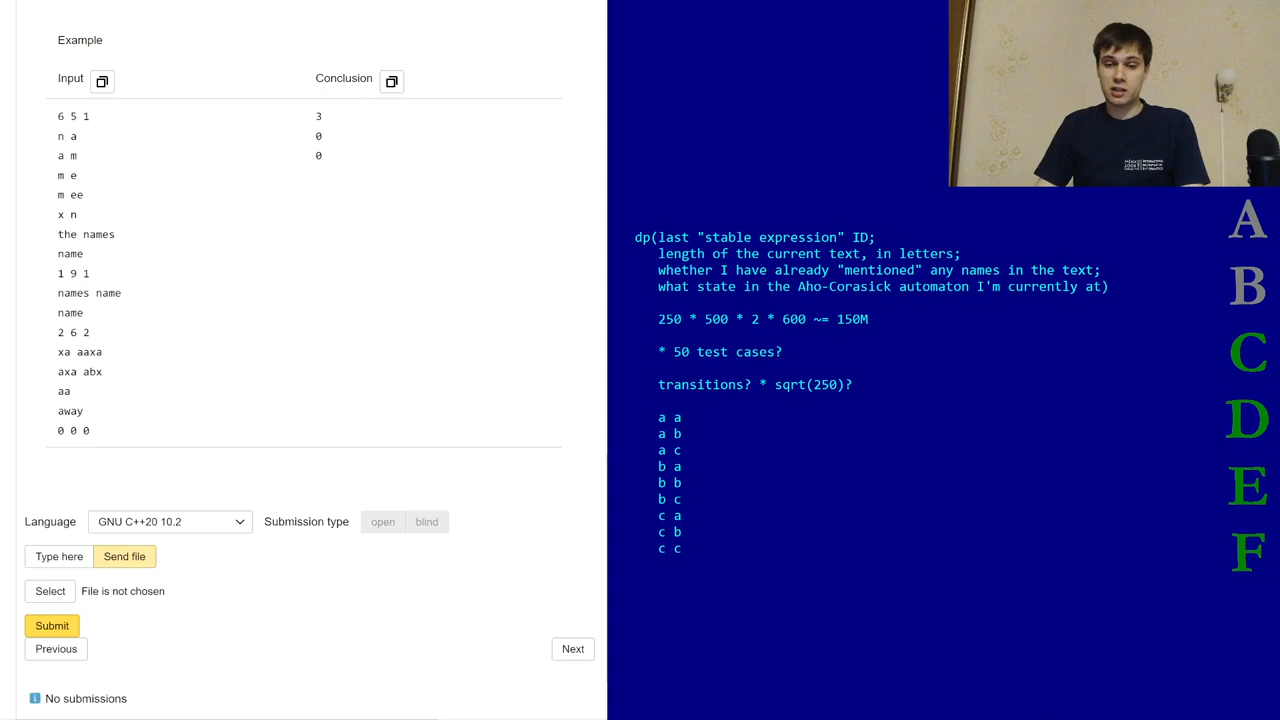 Example
Input
Conclusion
6 5 1
3
n a
0
a m
0
m e
m ee
x n
the names
name
1 9 1
names name
name
2 6 2
xa aaxa
axa abx
aa
away
0 0 0
Language GNU C++20 10.2 Submission type open blind
Type here Send file
Select File is not chosen
Submit
Previous
Next
No submissions
dp(last "stable expression" ID;
length of the current text, in letters;
whether I have already "mentioned" any names in the text;
what state in the Aho-Corasick automaton I'm currently at)
250 * 500 * 2 * 600 ~= 150M
* 50 test cases?
transitions? * sqrt(250)?
a a
a b
a c
b a
b b
b c
c a
c b
c c
A
B
C
D
E
F